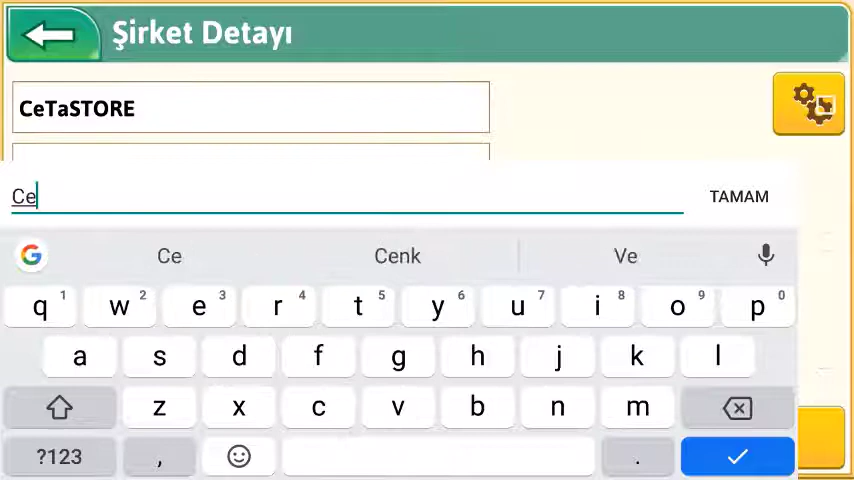 Şirket Detayı
CeTaSTORE
Ce
TAMAM
G Ce Cenk Ve
q 1 w 2 e 3 r 4 t 5 y 6 u 7 i 8 o 9 p 0
a s d f g h j k l
z x c v b n m
?123 , .